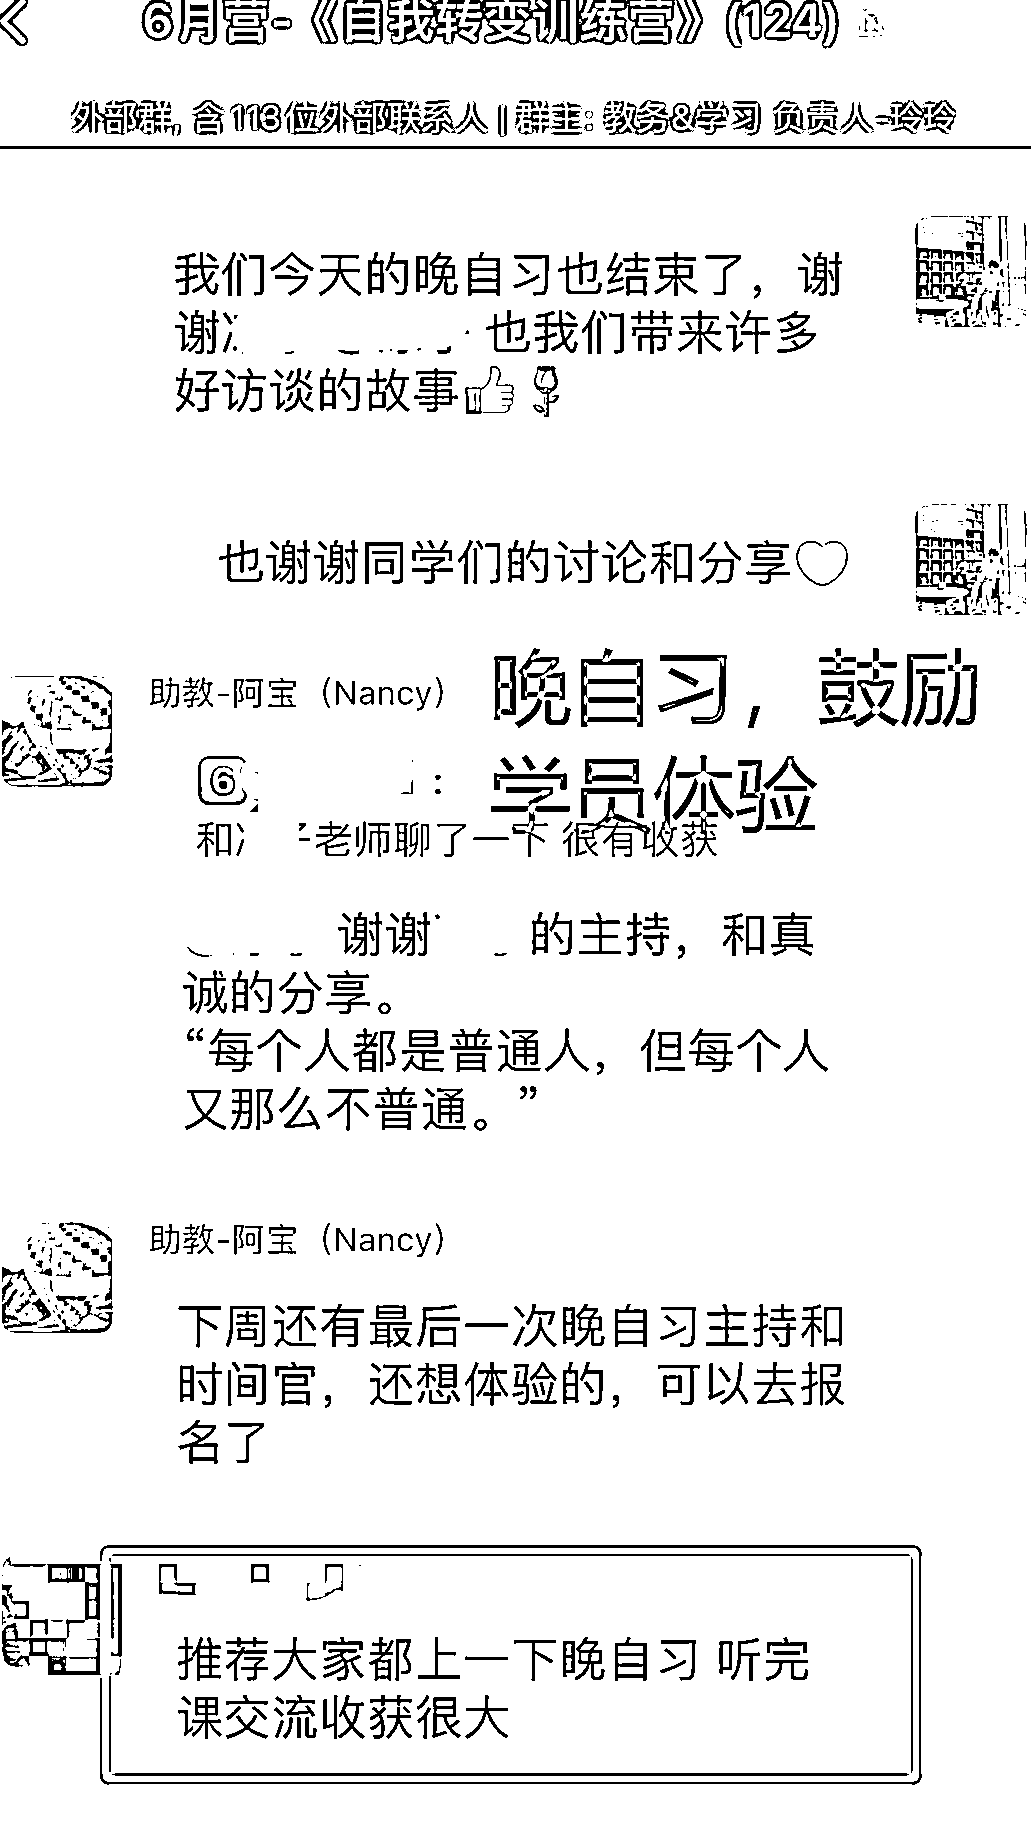 6月营-《自我转变训练营》(124)
外部群, 含113位外部联系人 | 群主: 教务&学习 负责人-玲玲
我们今天的晚自习也结束了，谢
谢 也我们带来许多
好访谈的故事👍🌹
也谢谢同学们的讨论和分享♡
助教-阿宝（Nancy）
晚自习，鼓励
学员体验
6 ：
和 老师聊了一下 很有收获
谢谢 的主持，和真
诚的分享。
“每个人都是普通人，但每个人
又那么不普通。”
助教-阿宝（Nancy）
下周还有最后一次晚自习主持和
时间官，还想体验的，可以去报
名了
推荐大家都上一下晚自习 听完
课交流收获很大